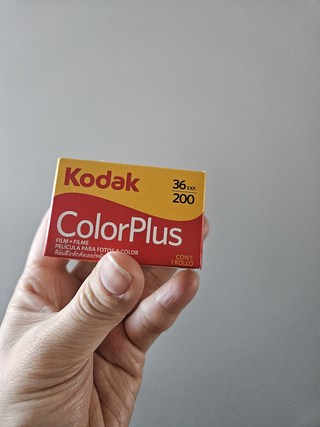 Kodak
36 EXP.
200
ColorPlus
FILM • FILME
PELÍCULA PARA FOTOS A COLOR
CONT.
1 ROLLO